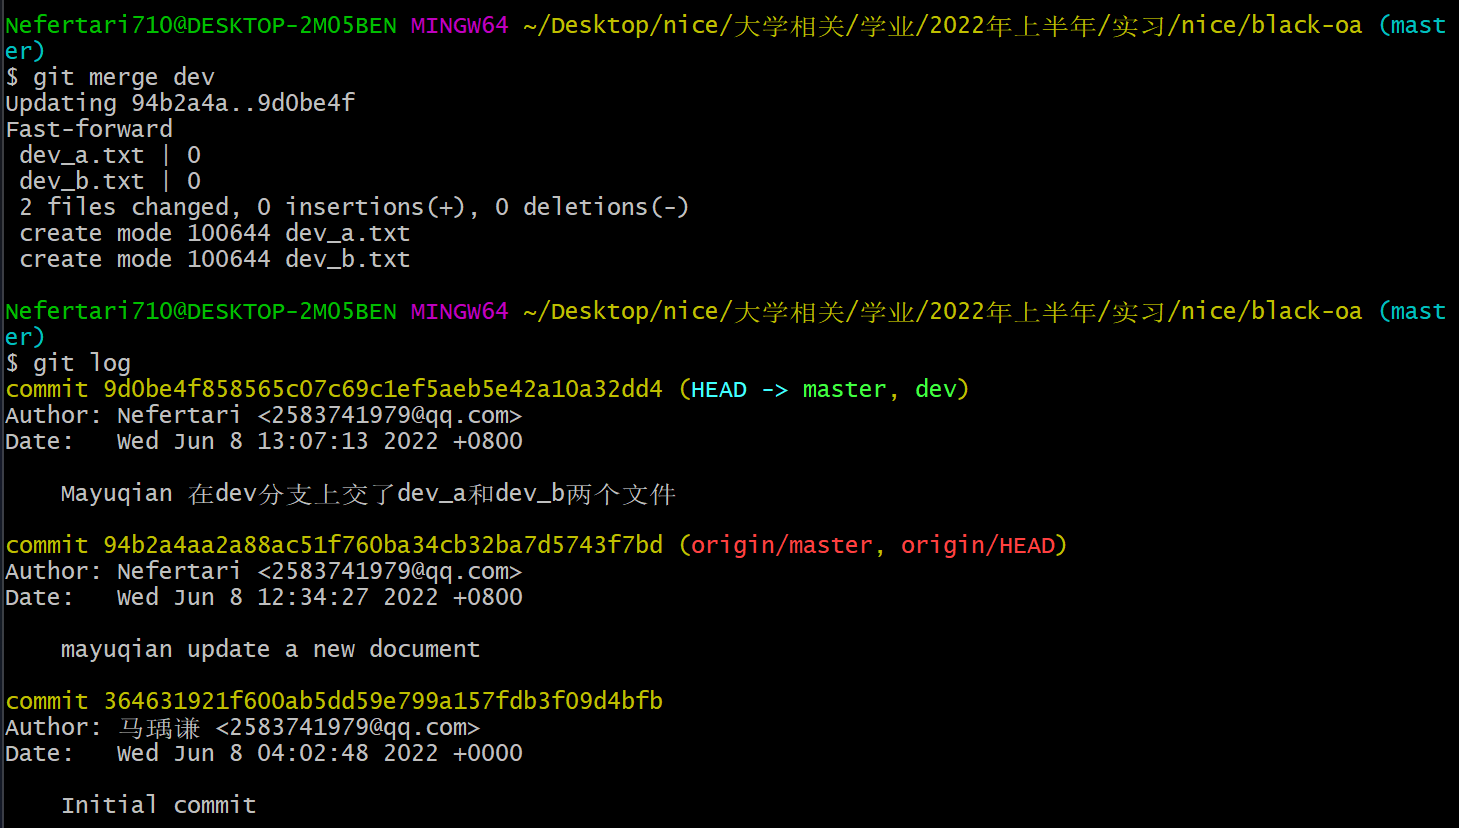 Nefertari710@DESKTOP-2MO5BEN MINGW64 ~/Desktop/nice/大学相关/学业/2022年上半年/实习/nice/black-oa (mast
er)
$ git merge dev
Updating 94b2a4a..9d0be4f
Fast-forward
 dev_a.txt | 0
 dev_b.txt | 0
 2 files changed, 0 insertions(+), 0 deletions(-)
 create mode 100644 dev_a.txt
 create mode 100644 dev_b.txt
Nefertari710@DESKTOP-2MO5BEN MINGW64 ~/Desktop/nice/大学相关/学业/2022年上半年/实习/nice/black-oa (mast
er)
$ git log
commit 9d0be4f858565c07c69c1ef5aeb5e42a10a32dd4 (HEAD -> master, dev)
Author: Nefertari <2583741979@qq.com>
Date:   Wed Jun 8 13:07:13 2022 +0800
    Mayuqian 在dev分支上交了dev_a和dev_b两个文件
commit 94b2a4aa2a88ac51f760ba34cb32ba7d5743f7bd (origin/master, origin/HEAD)
Author: Nefertari <2583741979@qq.com>
Date:   Wed Jun 8 12:34:27 2022 +0800
    mayuqian update a new document
commit 364631921f600ab5dd59e799a157fdb3f09d4bfb
Author: 马瑀谦 <2583741979@qq.com>
Date:   Wed Jun 8 04:02:48 2022 +0000
    Initial commit